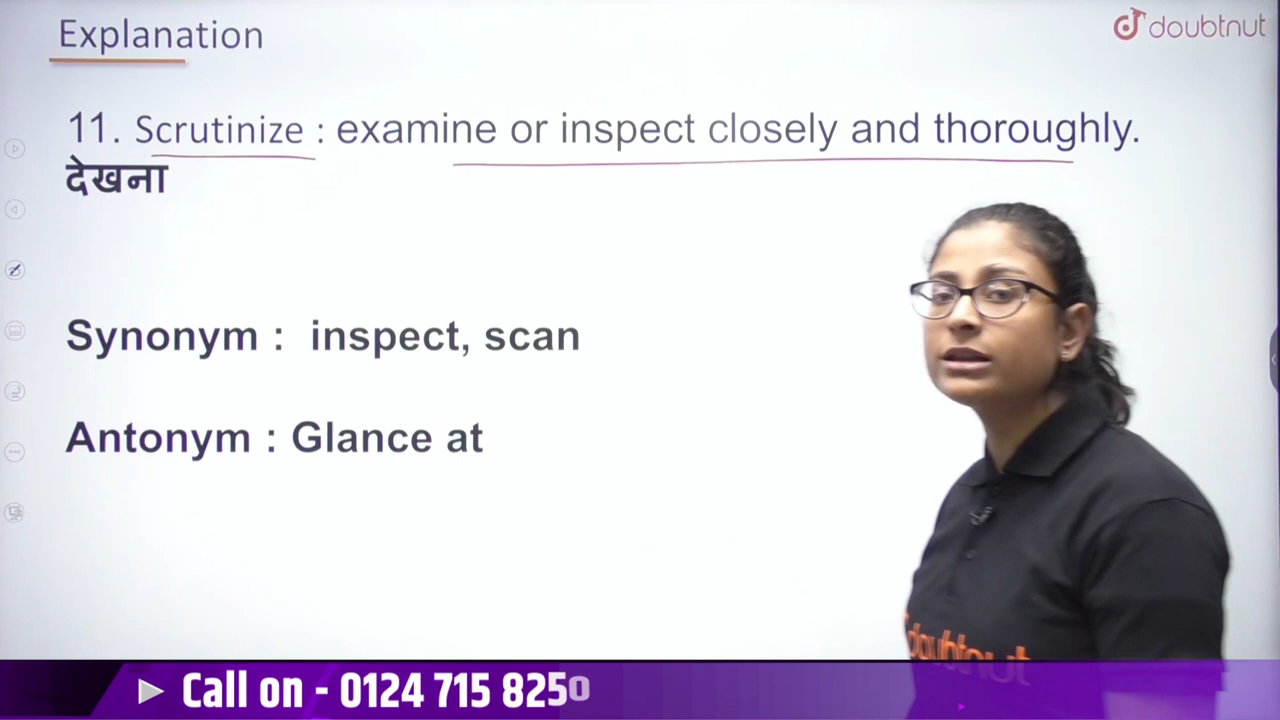 Explanation
doubtnut
11. Scrutinize : examine or inspect closely and thoroughly.
देखना
Synonym : inspect, scan
Antonym : Glance at
doubtnut
Call on - 0124 715 8250